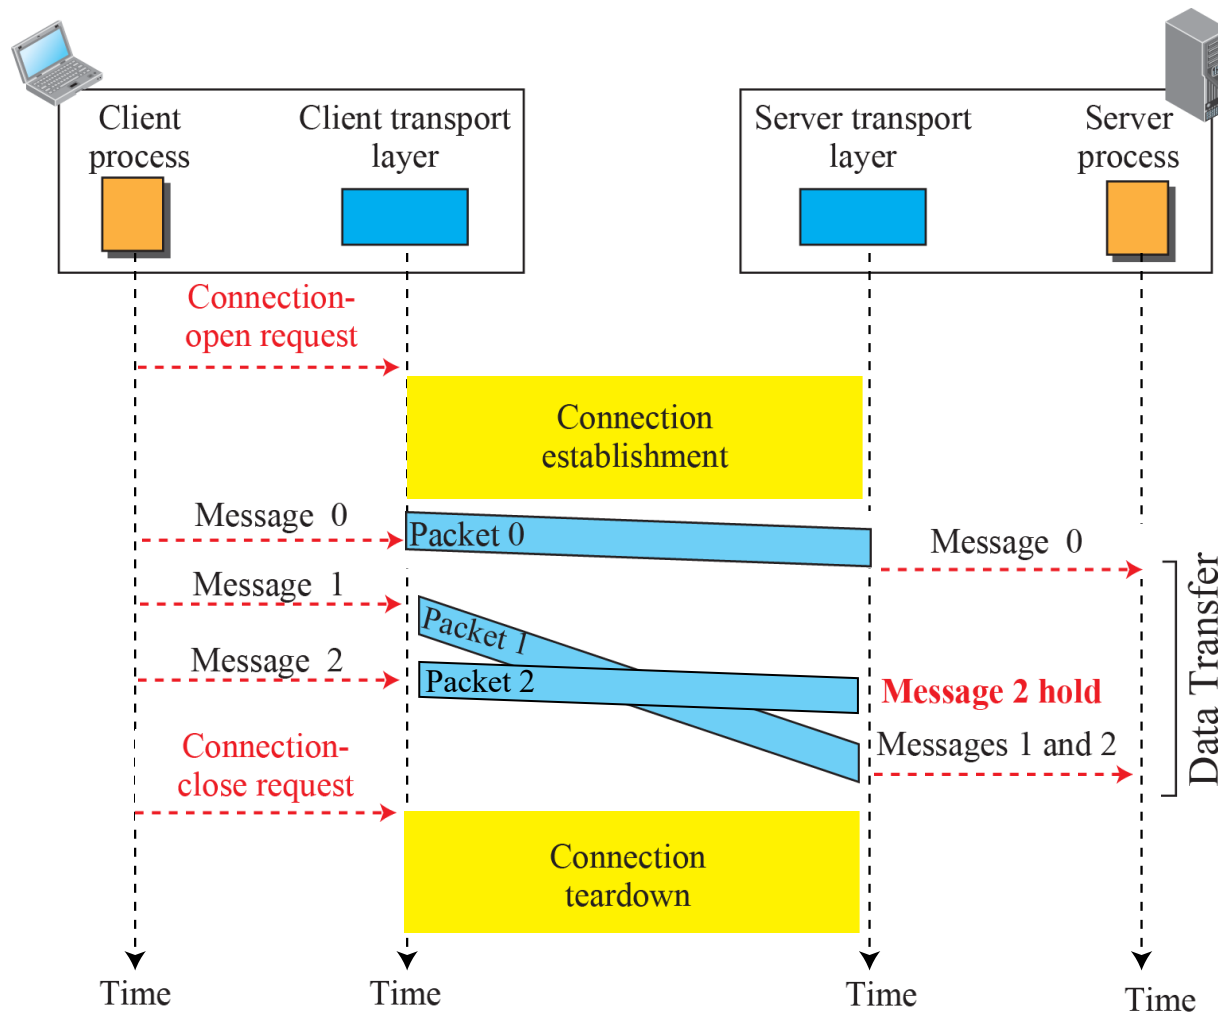 Client
process
Client transport
layer
Server transport
layer
Server
process
Connection-
open request
Connection
establishment
Message 0
Packet 0
Message 0
Message 1
Packet 1
Message 2
Packet 2
Message 2 hold
Messages 1 and 2
Data Transfer
Connection-
close request
Connection
teardown
Time
Time
Time
Time